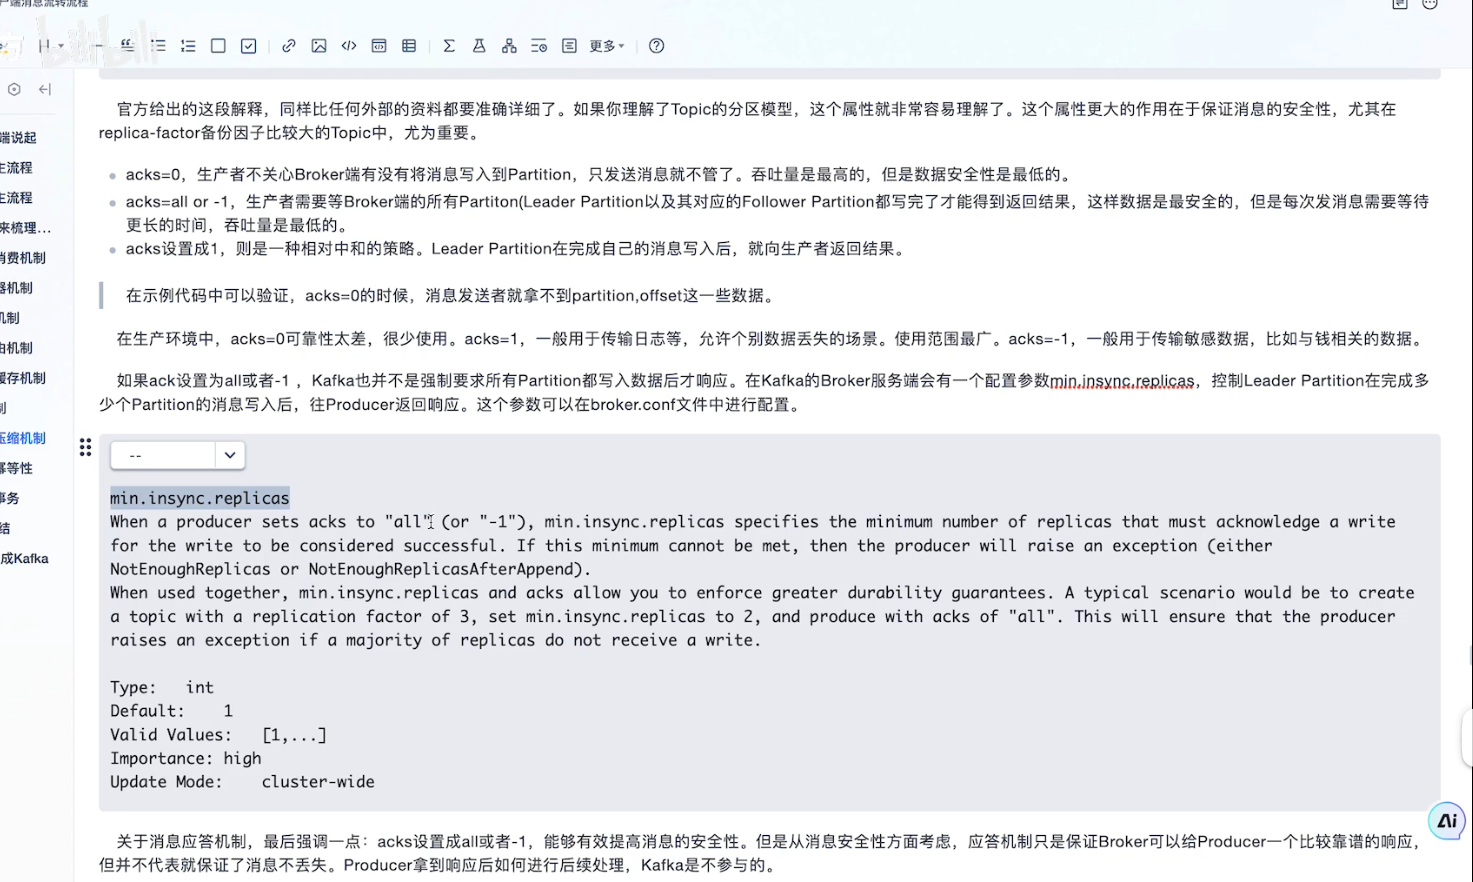 户端消息流转流程
bilibili
更多
端说起
主流程
主流程
来梳理...
消费机制
器机制
机制
由机制
缓存机制
制
压缩机制
幂等性
事务
结
成Kafka
官方给出的这段解释，同样比任何外部的资料都要准确详细了。如果你理解了Topic的分区模型，这个属性就非常容易理解了。这个属性更大的作用在于保证消息的安全性，尤其在
replica-factor备份因子比较大的Topic中，尤为重要。
acks=0，生产者不关心Broker端有没有将消息写入到Partition，只发送消息就不管了。吞吐量是最高的，但是数据安全性是最低的。
acks=all or -1，生产者需要等Broker端的所有Partiton(Leader Partition以及其对应的Follower Partition都写完了才能得到返回结果，这样数据是最安全的，但是每次发消息需要等待
更长的时间，吞吐量是最低的。
acks设置成1，则是一种相对中和的策略。Leader Partition在完成自己的消息写入后，就向生产者返回结果。
在示例代码中可以验证，acks=0的时候，消息发送者就拿不到partition,offset这一些数据。
在生产环境中，acks=0可靠性太差，很少使用。acks=1，一般用于传输日志等，允许个别数据丢失的场景。使用范围最广。acks=-1，一般用于传输敏感数据，比如与钱相关的数据。
如果ack设置为all或者-1 ，Kafka也并不是强制要求所有Partition都写入数据后才响应。在Kafka的Broker服务端会有一个配置参数min.insync.replicas，控制Leader Partition在完成多
少个Partition的消息写入后，往Producer返回响应。这个参数可以在broker.conf文件中进行配置。
--
min.insync.replicas
When a producer sets acks to "all" (or "-1"), min.insync.replicas specifies the minimum number of replicas that must acknowledge a write
for the write to be considered successful. If this minimum cannot be met, then the producer will raise an exception (either
NotEnoughReplicas or NotEnoughReplicasAfterAppend).
When used together, min.insync.replicas and acks allow you to enforce greater durability guarantees. A typical scenario would be to create
a topic with a replication factor of 3, set min.insync.replicas to 2, and produce with acks of "all". This will ensure that the producer
raises an exception if a majority of replicas do not receive a write.
Type: int
Default: 1
Valid Values: [1,...]
Importance: high
Update Mode: cluster-wide
关于消息应答机制，最后强调一点：acks设置成all或者-1，能够有效提高消息的安全性。但是从消息安全性方面考虑，应答机制只是保证Broker可以给Producer一个比较靠谱的响应，
但并不代表就保证了消息不丢失。Producer拿到响应后如何进行后续处理，Kafka是不参与的。
Ai